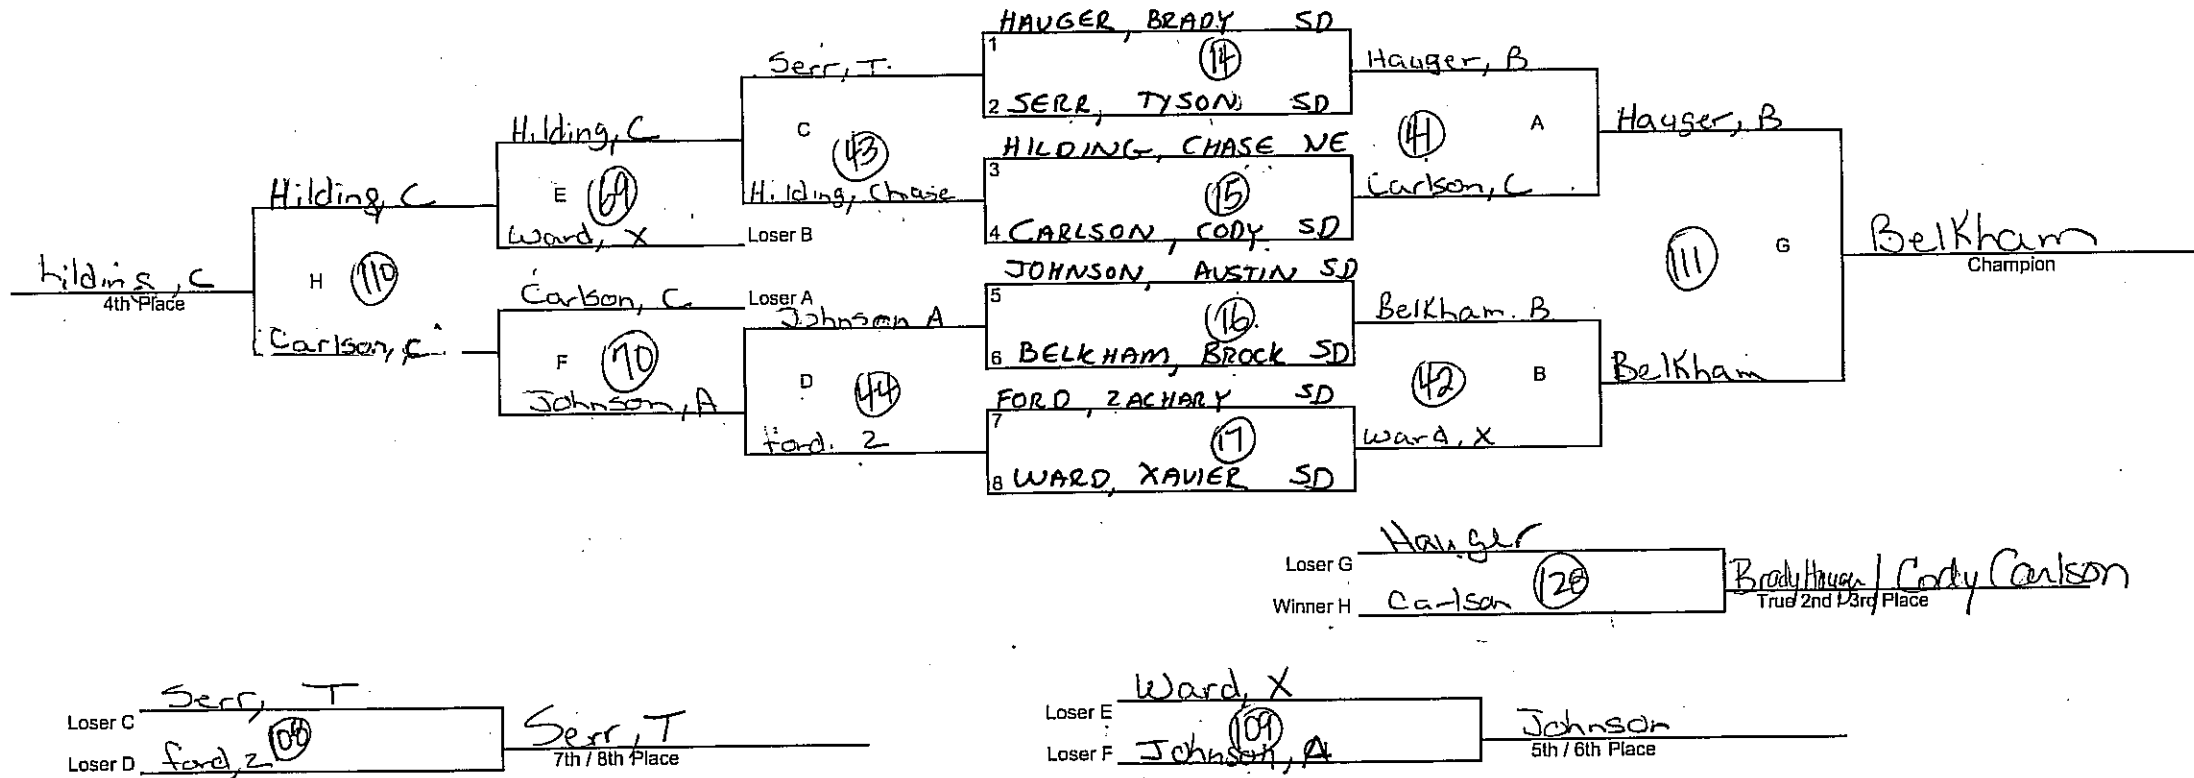 HAUGER, BRADY SD
1
Serr, T.
14
Hauger, B
2 SERR, TYSON SD
Hilding, C
C
43
41
A
Hauger, B
HILDING, CHASE NE
3
Hilding, C
E
69
Hilding, Chase
15
Carlson, C
Ward, X
Loser B
4 CARLSON, CODY SD
111
G
Belkham
Champion
JOHNSON, AUSTIN SD
hilding, C
4th Place
H
110
Carlson, C
Loser A
5
Johnson A
16
Belkham. B
Carlson, C
F
70
6 BELKHAM, BROCK SD
Belkham
D
44
42
B
Johnson, A
FORD, ZACHARY SD
7
ford. Z
17
Ward, X
8 WARD, XAVIER SD
Hauger
Loser G
128
Brady Hauger / Cody Carlson
True 2nd / 3rd Place
Winner H
Carlson
Serr, T
Loser C
108
Serr, T
7th / 8th Place
Loser D
ford, Z
Ward, X
Loser E
109
Johnson
5th / 6th Place
Loser F
Johnson, A